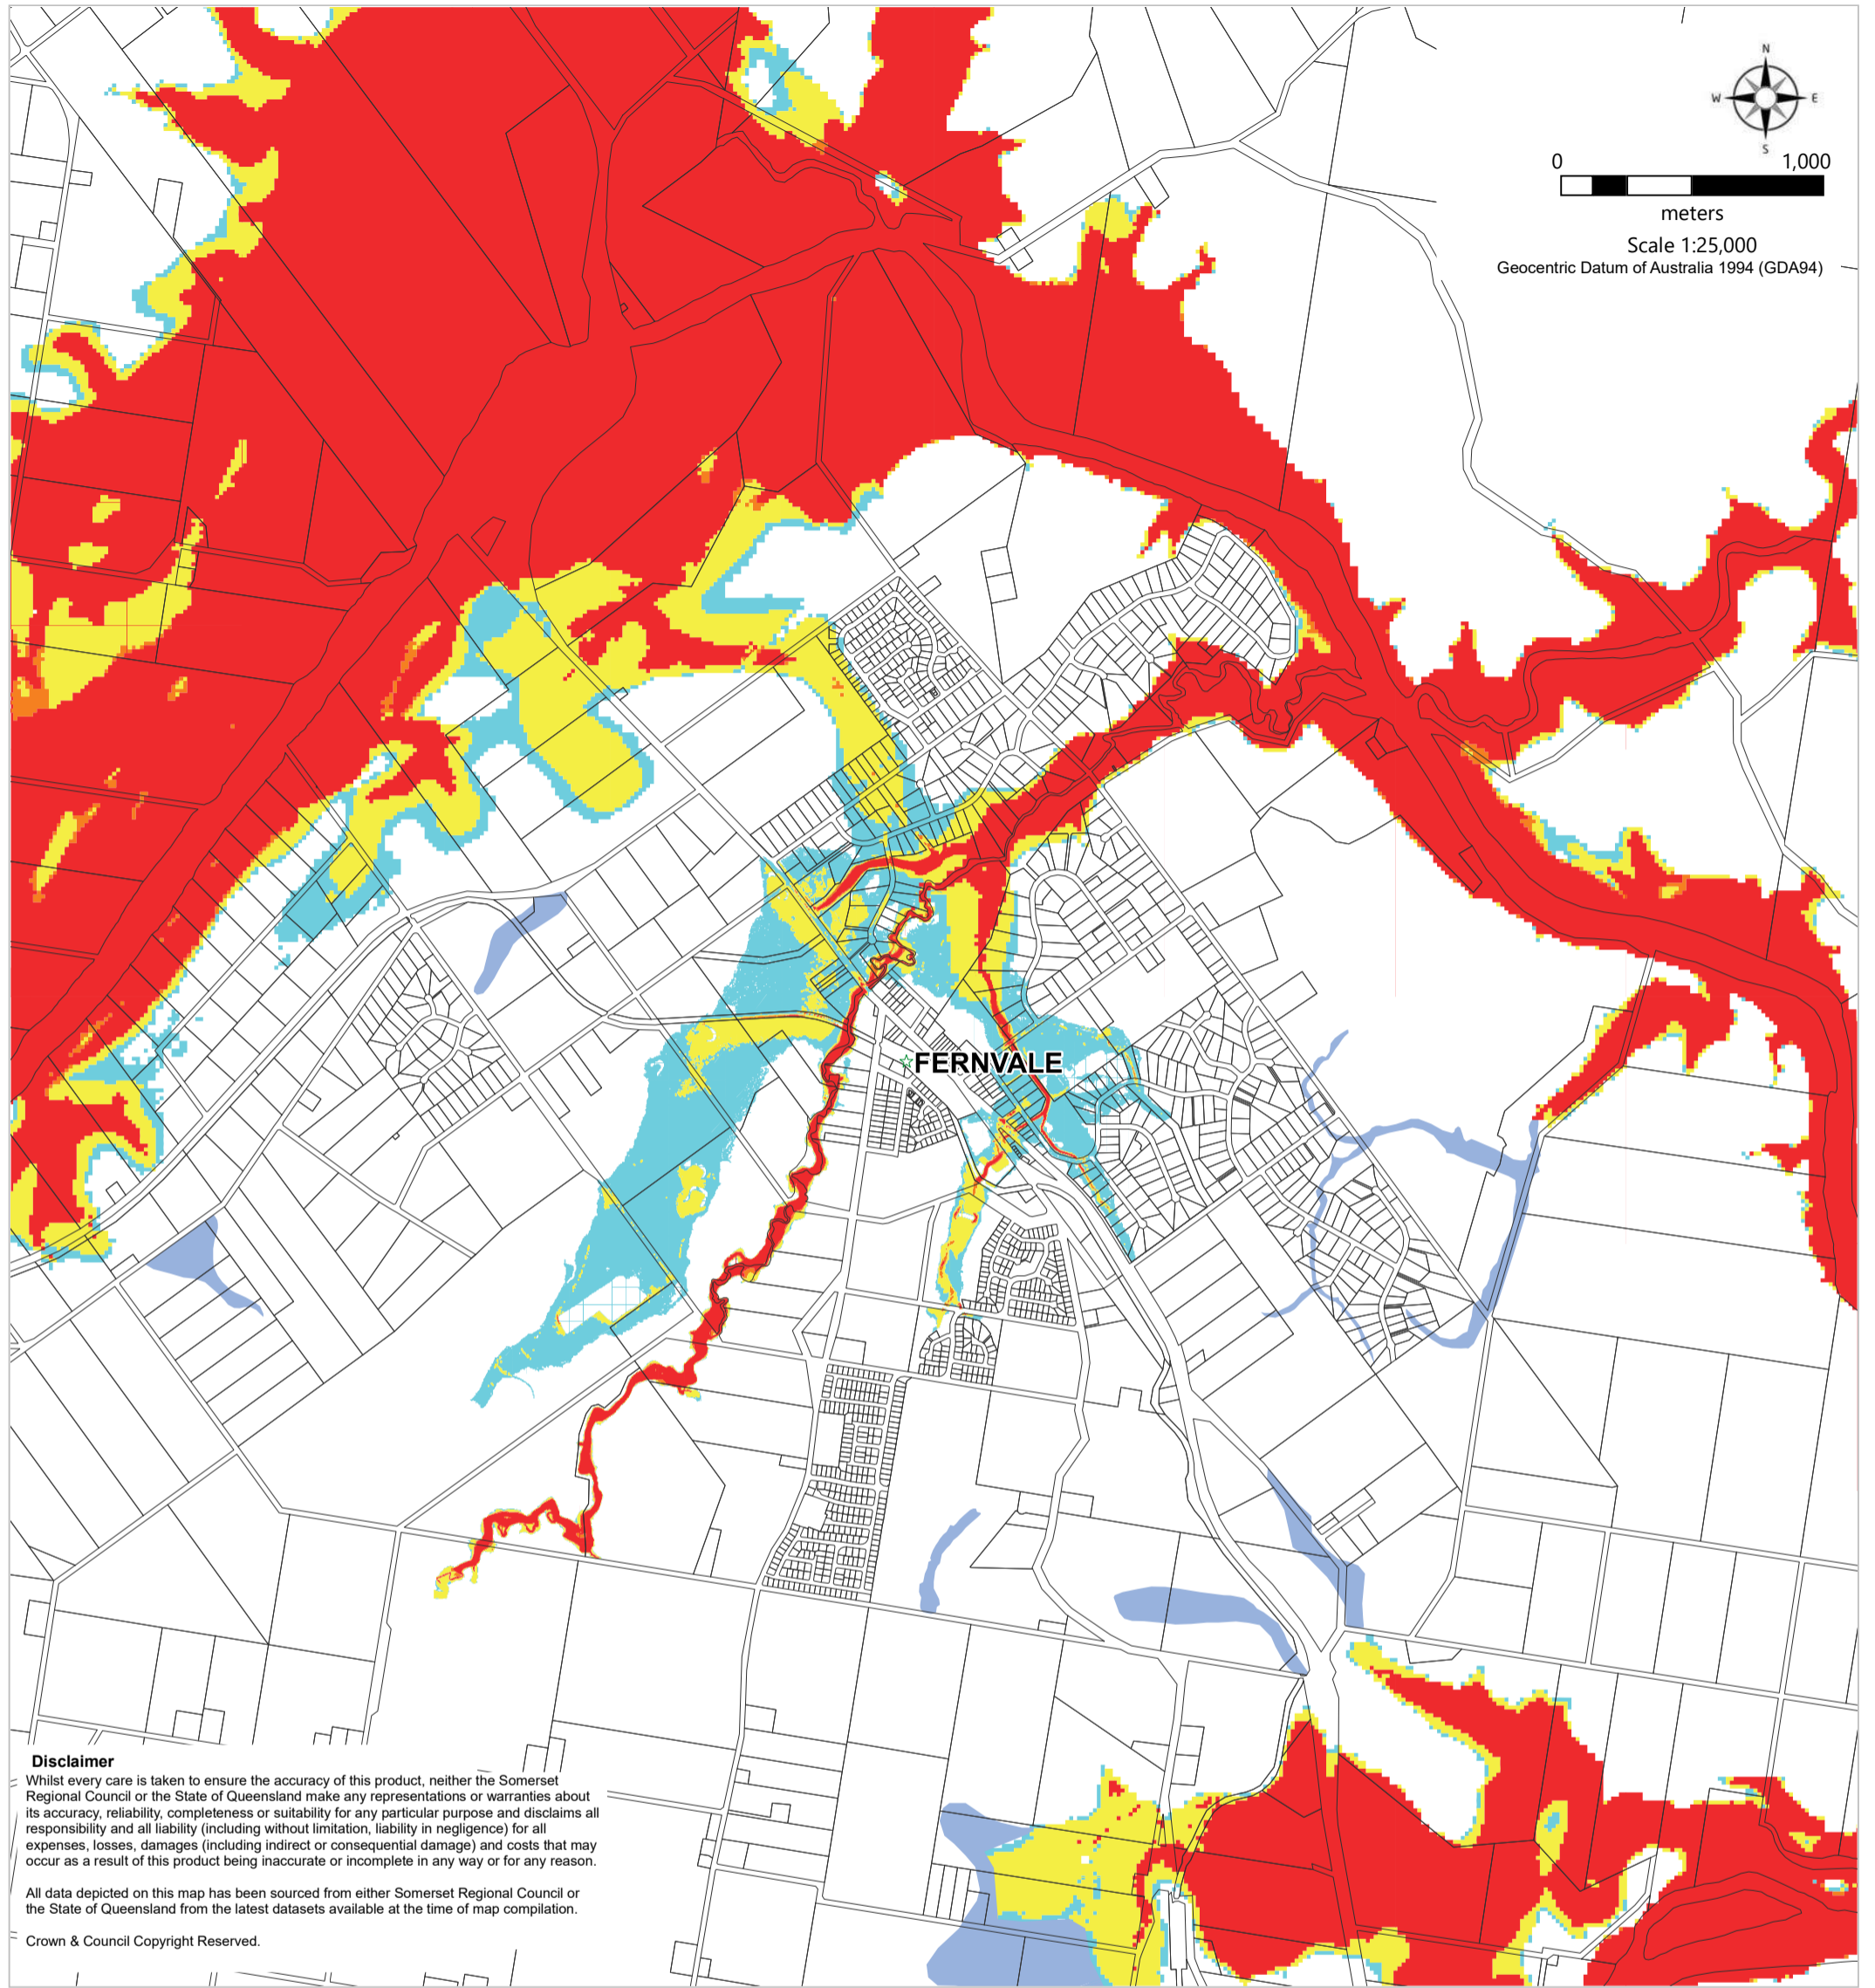 N
W E
S
0 1,000
meters
Scale 1:25,000
Geocentric Datum of Australia 1994 (GDA94)
FERNVALE
Disclaimer
Whilst every care is taken to ensure the accuracy of this product, neither the Somerset
Regional Council or the State of Queensland make any representations or warranties about
its accuracy, reliability, completeness or suitability for any particular purpose and disclaims all
responsibility and all liability (including without limitation, liability in negligence) for all
expenses, losses, damages (including indirect or consequential damage) and costs that may
occur as a result of this product being inaccurate or incomplete in any way or for any reason.
All data depicted on this map has been sourced from either Somerset Regional Council or
the State of Queensland from the latest datasets available at the time of map compilation.
Crown & Council Copyright Reserved.